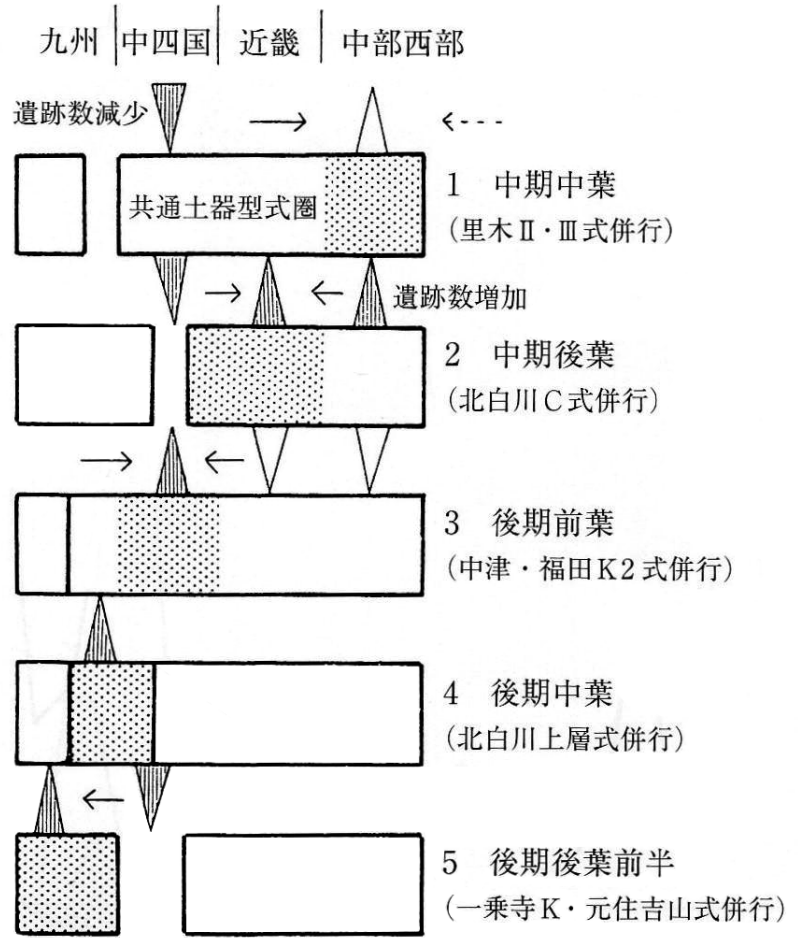 九州 中四国 近畿 中部西部
遺跡数減少
共通土器型式圏
1 中期中葉
(里木Ⅱ・Ⅲ式併行)
遺跡数増加
2 中期後葉
(北白川C式併行)
3 後期前葉
(中津・福田K2式併行)
4 後期中葉
(北白川上層式併行)
5 後期後葉前半
(一乗寺K・元住吉山式併行)